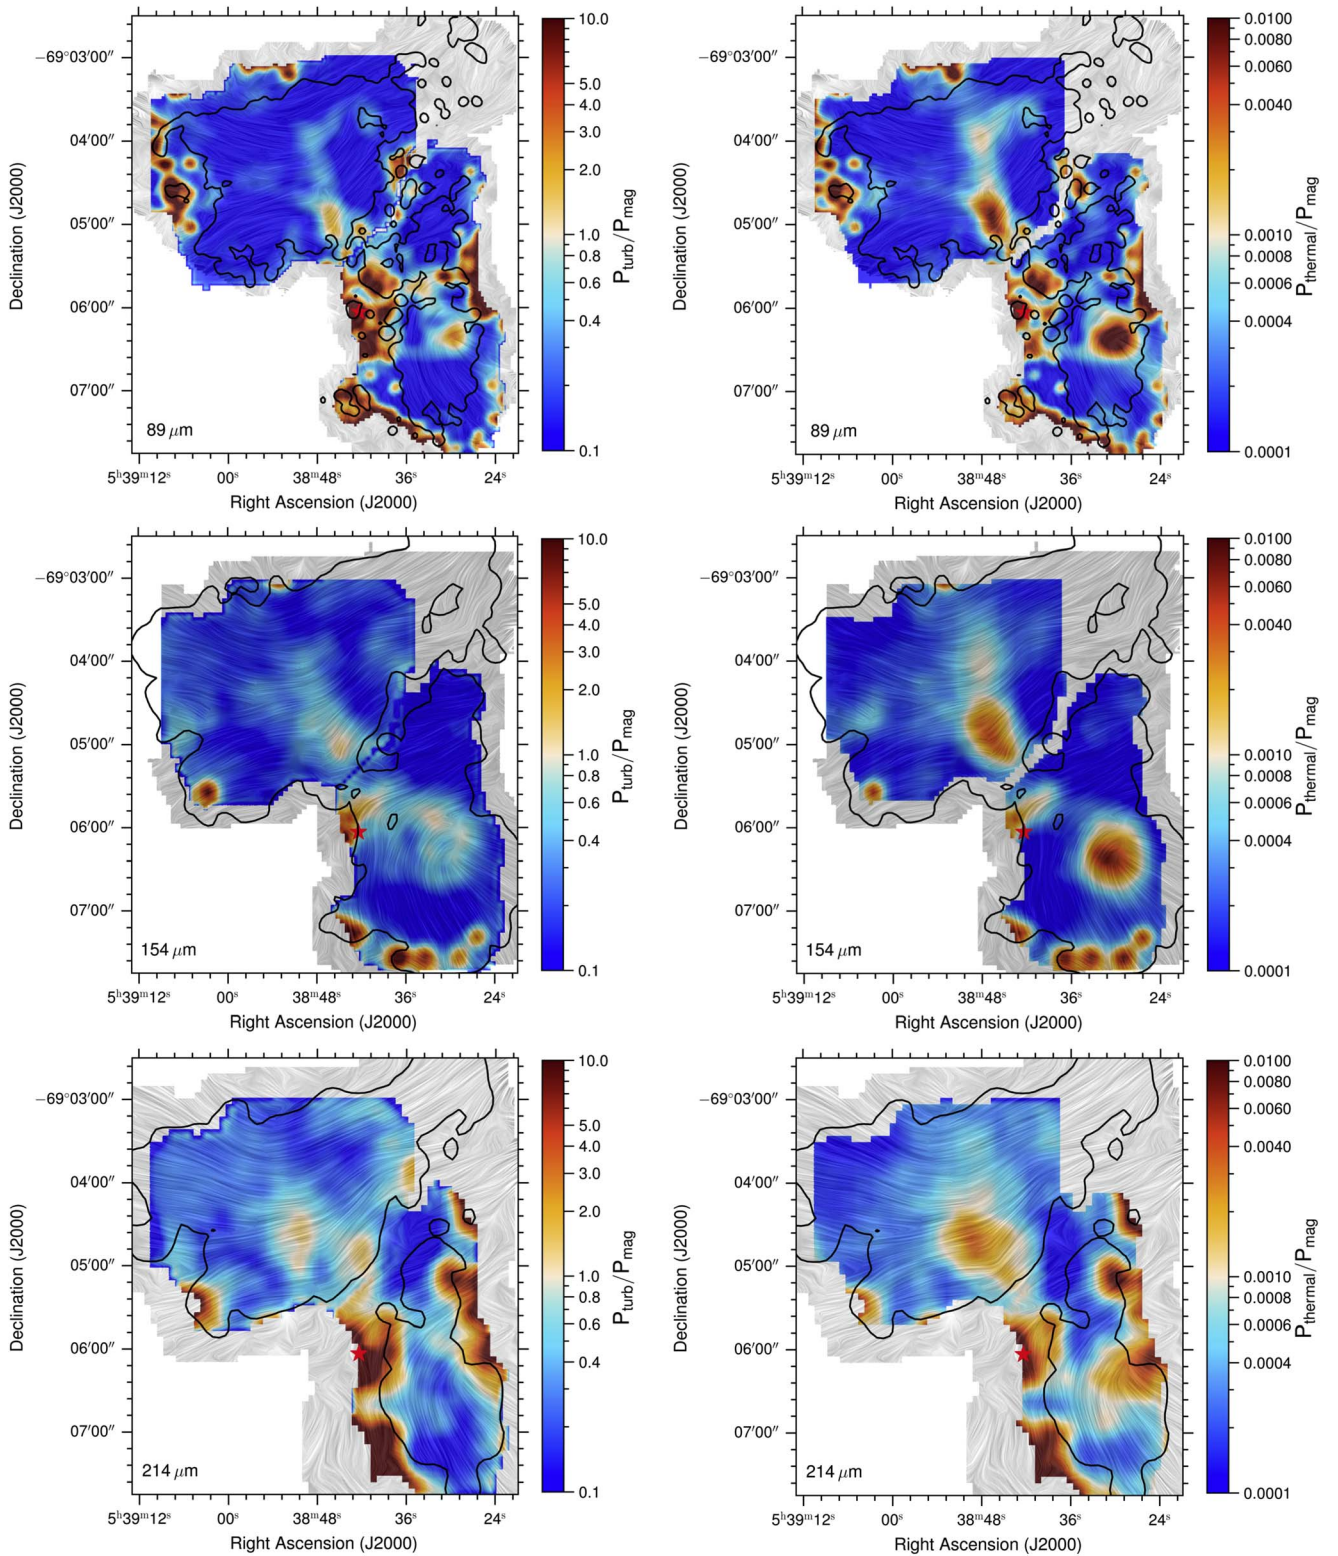 −69°03′00″
04′00″
05′00″
06′00″
07′00″
Declination (J2000)
89 μm
5ʰ39ᵐ12ˢ 00ˢ 38ᵐ48ˢ 36ˢ 24ˢ
Right Ascension (J2000)
10.0
5.0
4.0
3.0
2.0
1.0
0.8
0.6
0.4
0.1
P_turb/P_mag
−69°03′00″
04′00″
05′00″
06′00″
07′00″
Declination (J2000)
89 μm
5ʰ39ᵐ12ˢ 00ˢ 38ᵐ48ˢ 36ˢ 24ˢ
Right Ascension (J2000)
0.0100
0.0080
0.0060
0.0040
0.0010
0.0008
0.0006
0.0004
0.0001
P_thermal/P_mag
−69°03′00″
04′00″
05′00″
06′00″
07′00″
Declination (J2000)
154 μm
5ʰ39ᵐ12ˢ 00ˢ 38ᵐ48ˢ 36ˢ 24ˢ
Right Ascension (J2000)
10.0
5.0
4.0
3.0
2.0
1.0
0.8
0.6
0.4
0.1
P_turb/P_mag
−69°03′00″
04′00″
05′00″
06′00″
07′00″
Declination (J2000)
154 μm
5ʰ39ᵐ12ˢ 00ˢ 38ᵐ48ˢ 36ˢ 24ˢ
Right Ascension (J2000)
0.0100
0.0080
0.0060
0.0040
0.0010
0.0008
0.0006
0.0004
0.0001
P_thermal/P_mag
−69°03′00″
04′00″
05′00″
06′00″
07′00″
Declination (J2000)
214 μm
5ʰ39ᵐ12ˢ 00ˢ 38ᵐ48ˢ 36ˢ 24ˢ
Right Ascension (J2000)
10.0
5.0
4.0
3.0
2.0
1.0
0.8
0.6
0.4
0.1
P_turb/P_mag
−69°03′00″
04′00″
05′00″
06′00″
07′00″
Declination (J2000)
214 μm
5ʰ39ᵐ12ˢ 00ˢ 38ᵐ48ˢ 36ˢ 24ˢ
Right Ascension (J2000)
0.0100
0.0080
0.0060
0.0040
0.0010
0.0008
0.0006
0.0004
0.0001
P_thermal/P_mag